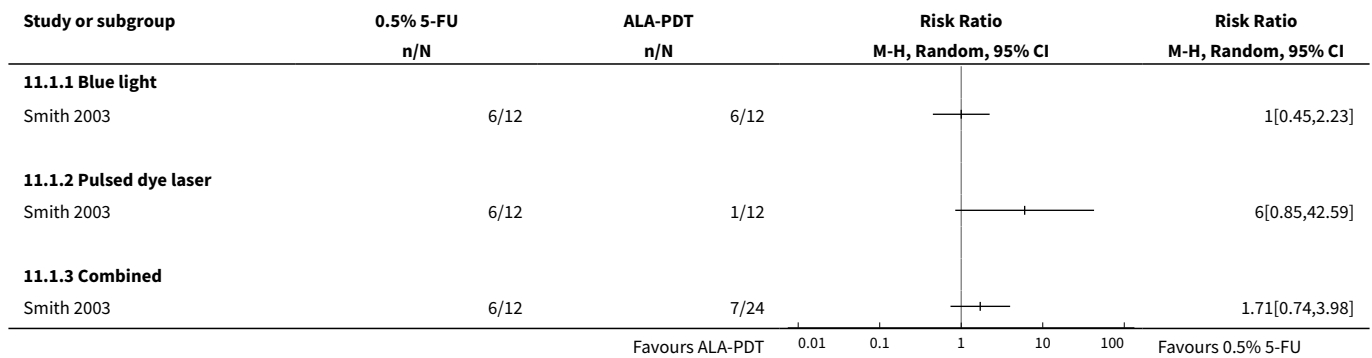 Study or subgroup 0.5% 5-FU ALA-PDT Risk Ratio Risk Ratio
n/N n/N M-H, Random, 95% CI M-H, Random, 95% CI
11.1.1 Blue light
Smith 2003 6/12 6/12 1[0.45,2.23]
11.1.2 Pulsed dye laser
Smith 2003 6/12 1/12 6[0.85,42.59]
11.1.3 Combined
Smith 2003 6/12 7/24 1.71[0.74,3.98]
Favours ALA-PDT 0.01 0.1 1 10 100 Favours 0.5% 5-FU